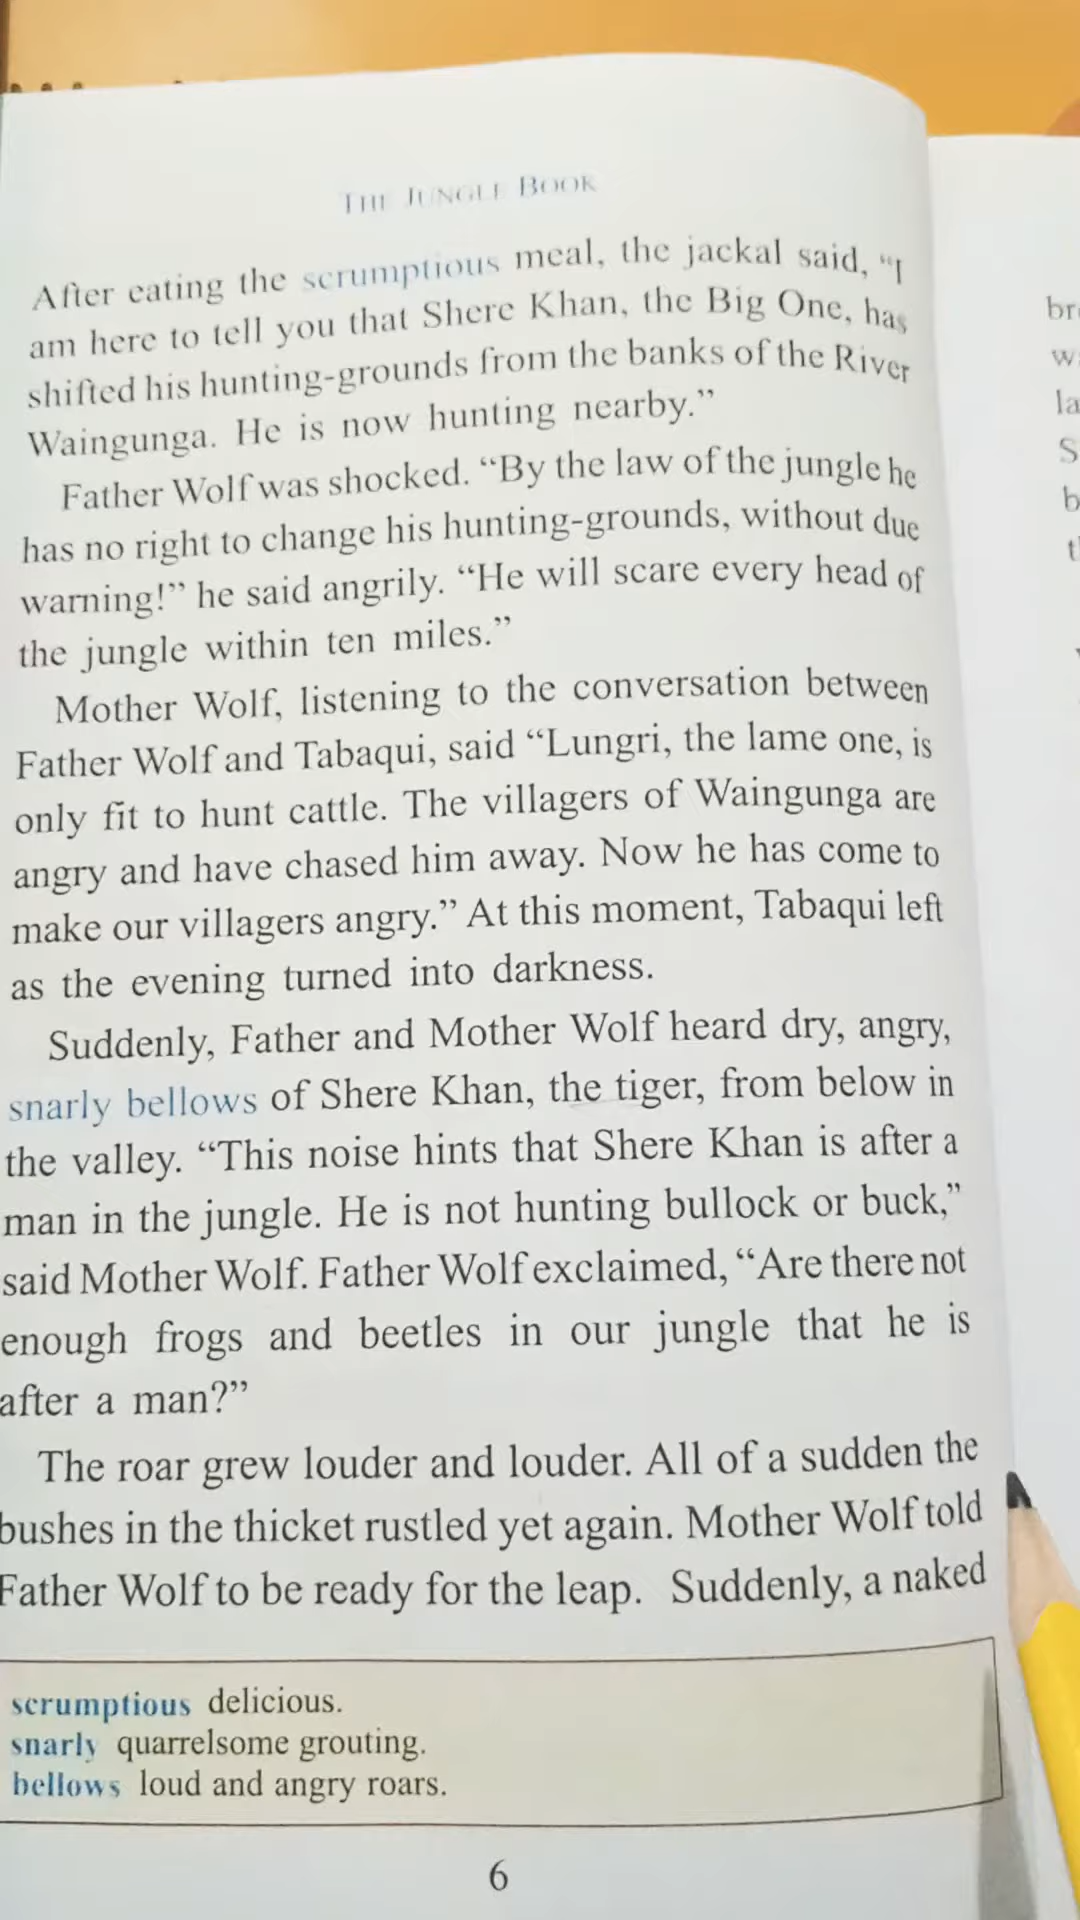 THE JUNGLE BOOK
After eating the scrumptious meal, the jackal said, “I
am here to tell you that Shere Khan, the Big One, has
shifted his hunting-grounds from the banks of the River
Waingunga. He is now hunting nearby.”
Father Wolf was shocked. “By the law of the jungle he
has no right to change his hunting-grounds, without due
warning!” he said angrily. “He will scare every head of
the jungle within ten miles.”
Mother Wolf, listening to the conversation between
Father Wolf and Tabaqui, said “Lungri, the lame one, is
only fit to hunt cattle. The villagers of Waingunga are
angry and have chased him away. Now he has come to
make our villagers angry.” At this moment, Tabaqui left
as the evening turned into darkness.
Suddenly, Father and Mother Wolf heard dry, angry,
snarly bellows of Shere Khan, the tiger, from below in
the valley. “This noise hints that Shere Khan is after a
man in the jungle. He is not hunting bullock or buck,”
said Mother Wolf. Father Wolf exclaimed, “Are there not
enough frogs and beetles in our jungle that he is
after a man?”
The roar grew louder and louder. All of a sudden the
bushes in the thicket rustled yet again. Mother Wolf told
Father Wolf to be ready for the leap. Suddenly, a naked
scrumptious delicious.
snarly quarrelsome grouting.
bellows loud and angry roars.
6